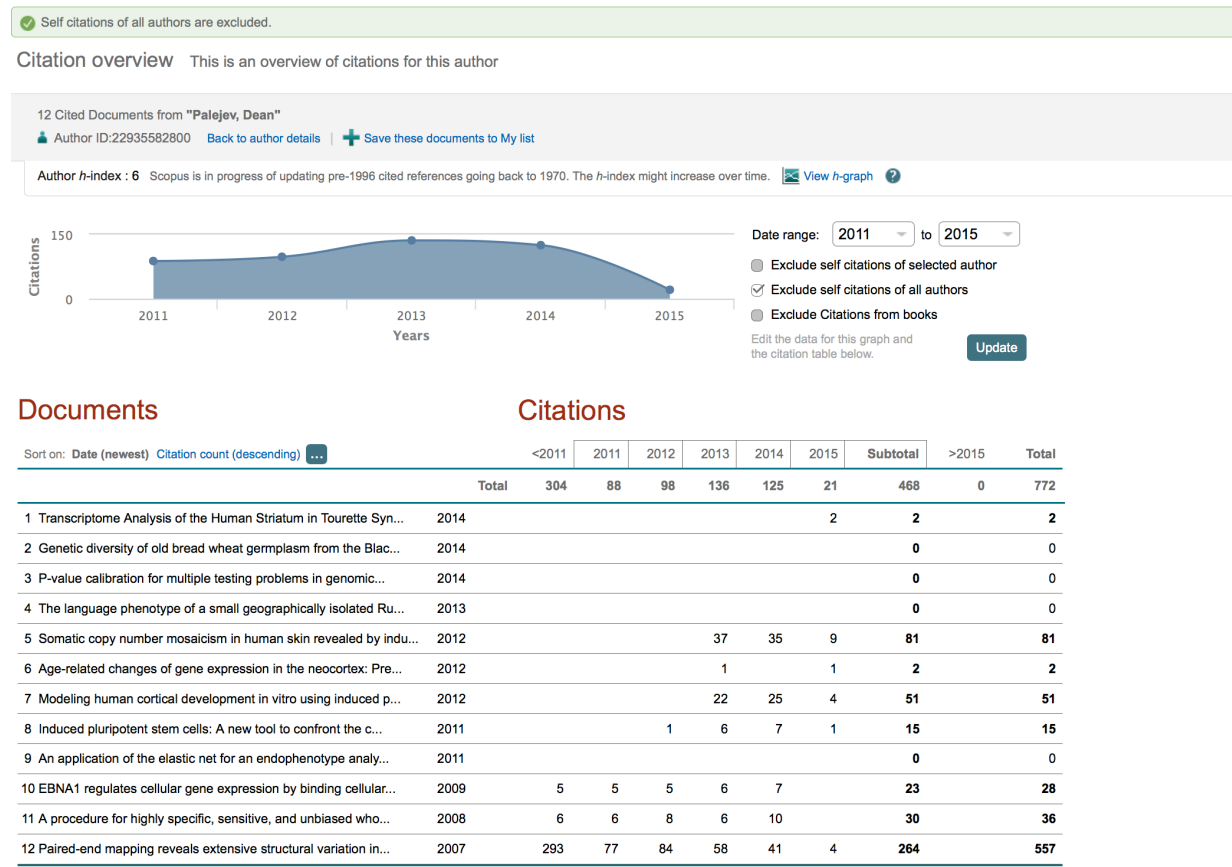 Self citations of all authors are excluded.
Citation overview This is an overview of citations for this author
12 Cited Documents from "Palejev, Dean"
Author ID:22935582800 Back to author details | Save these documents to My list
Author h-index : 6 Scopus is in progress of updating pre-1996 cited references going back to 1970. The h-index might increase over time. View h-graph ?
150
Citations
0
2011 2012 2013 2014 2015
Years
Date range: 2011 to 2015
Exclude self citations of selected author
Exclude self citations of all authors
Exclude Citations from books
Edit the data for this graph and
the citation table below.
Update
Documents Citations
Sort on: Date (newest) Citation count (descending) ... <2011 2011 2012 2013 2014 2015 Subtotal >2015 Total
Total 304 88 98 136 125 21 468 0 772
1 Transcriptome Analysis of the Human Striatum in Tourette Syn... 2014 2 2 2
2 Genetic diversity of old bread wheat germplasm from the Blac... 2014 0 0
3 P-value calibration for multiple testing problems in genomic... 2014 0 0
4 The language phenotype of a small geographically isolated Ru... 2013 0 0
5 Somatic copy number mosaicism in human skin revealed by indu... 2012 37 35 9 81 81
6 Age-related changes of gene expression in the neocortex: Pre... 2012 1 1 2 2
7 Modeling human cortical development in vitro using induced p... 2012 22 25 4 51 51
8 Induced pluripotent stem cells: A new tool to confront the c... 2011 1 6 7 1 15 15
9 An application of the elastic net for an endophenotype analy... 2011 0 0
10 EBNA1 regulates cellular gene expression by binding cellular... 2009 5 5 5 6 7 23 28
11 A procedure for highly specific, sensitive, and unbiased who... 2008 6 6 8 6 10 30 36
12 Paired-end mapping reveals extensive structural variation in... 2007 293 77 84 58 41 4 264 557